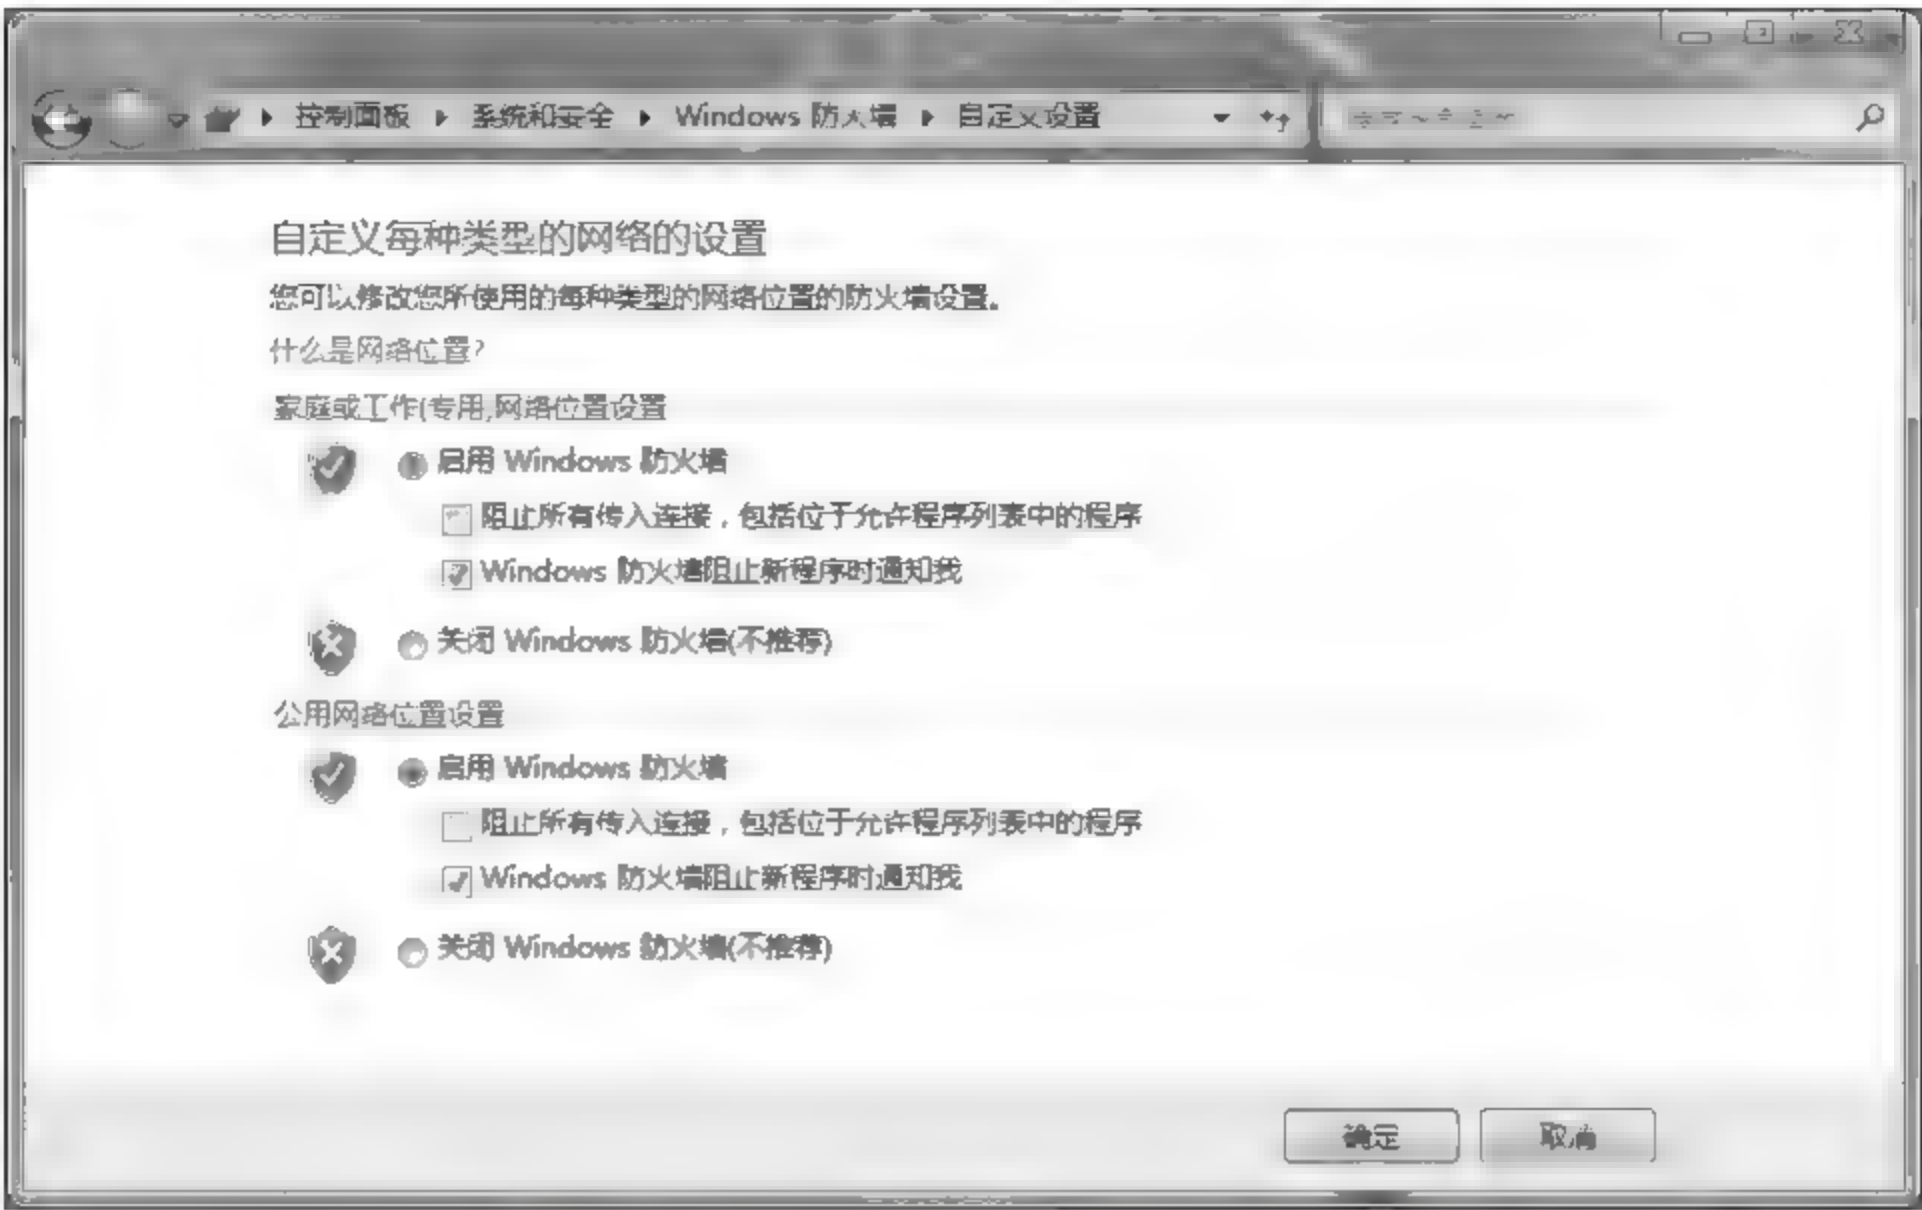 控制面板 ▸ 系统和安全 ▸ Windows 防火墙 ▸ 自定义设置
自定义每种类型的网络的设置
您可以修改您所使用的每种类型的网络位置的防火墙设置。
什么是网络位置?
家庭或工作(专用)网络位置设置
启用 Windows 防火墙
阻止所有传入连接，包括位于允许程序列表中的程序
Windows 防火墙阻止新程序时通知我
关闭 Windows 防火墙(不推荐)
公用网络位置设置
启用 Windows 防火墙
阻止所有传入连接，包括位于允许程序列表中的程序
Windows 防火墙阻止新程序时通知我
关闭 Windows 防火墙(不推荐)
确定 取消